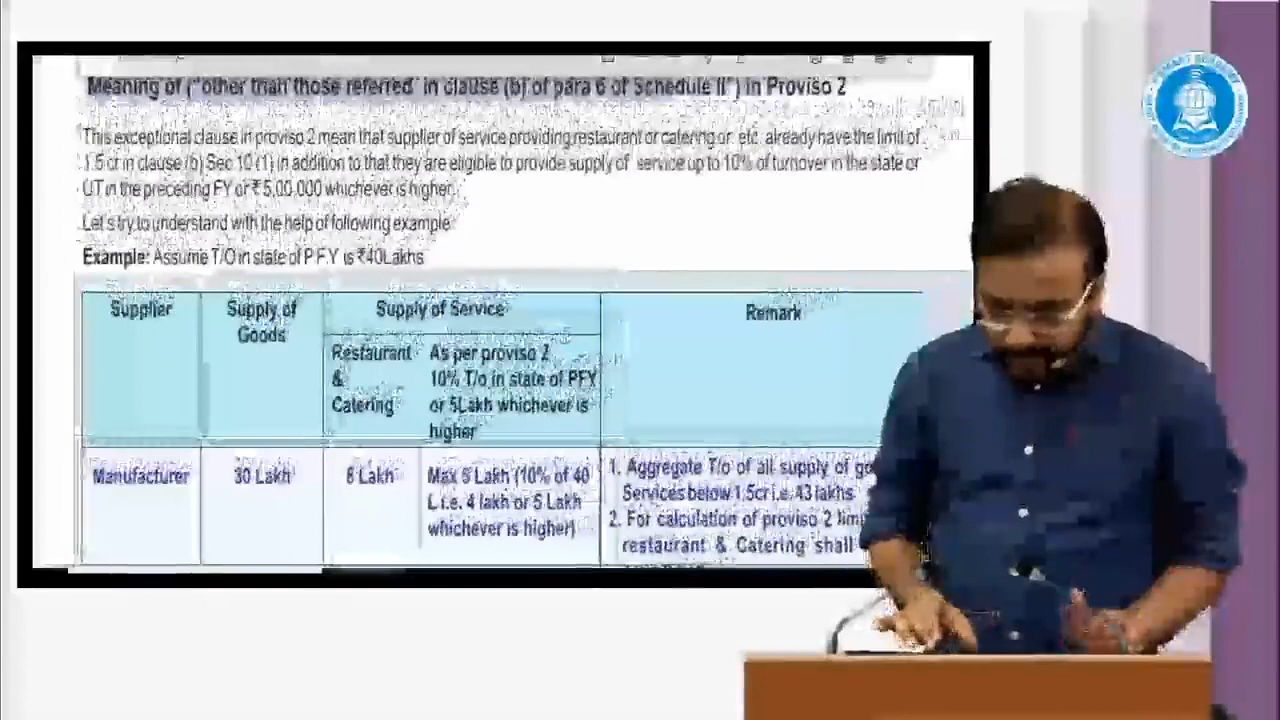 Meaning of ("other than those referred" in clause (b) of para 6 of Schedule II") in Proviso 2
This exceptional clause in proviso 2 mean that supplier of service providing restaurant or catering or etc. already have the limit of
1.5 cr in clause (b) Sec 10 (1) in addition to that they are eligible to provide supply of service up to 10% of turnover in the state or
UT in the preceding FY or ₹ 5,00,000 whichever is higher.
Let's try to understand with the help of following example
Example: Assume T/O in state of P.F.Y is ₹40Lakhs
Supplier
Supply of
Goods
Supply of Service
Remark
Restaurant
&
Catering
As per proviso 2
10% T/o in state of PFY
or 5Lakh whichever is
higher
Manufacturer
30 Lakh
8 Lakh
Max 5 Lakh (10% of 40
L i.e. 4 lakh or 5 Lakh
whichever is higher)
1. Aggregate T/o of all supply of
Services below 1.5cr i.e. 43 lakhs
2. For calculation of proviso 2
restaurant & Catering shall